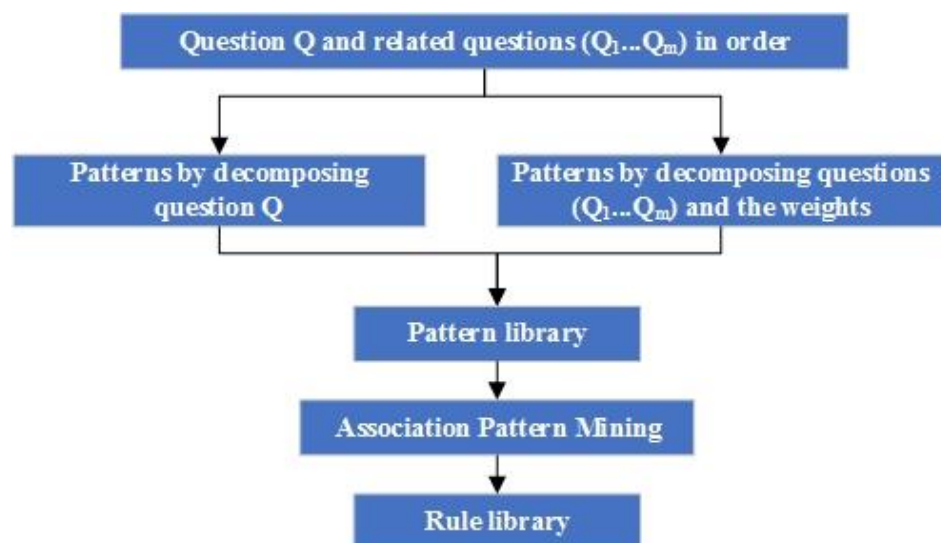 Question Q and related questions (Q₁...Qₘ) in order
Patterns by decomposing
question Q
Patterns by decomposing questions
(Q₁...Qₘ) and the weights
Pattern library
Association Pattern Mining
Rule library